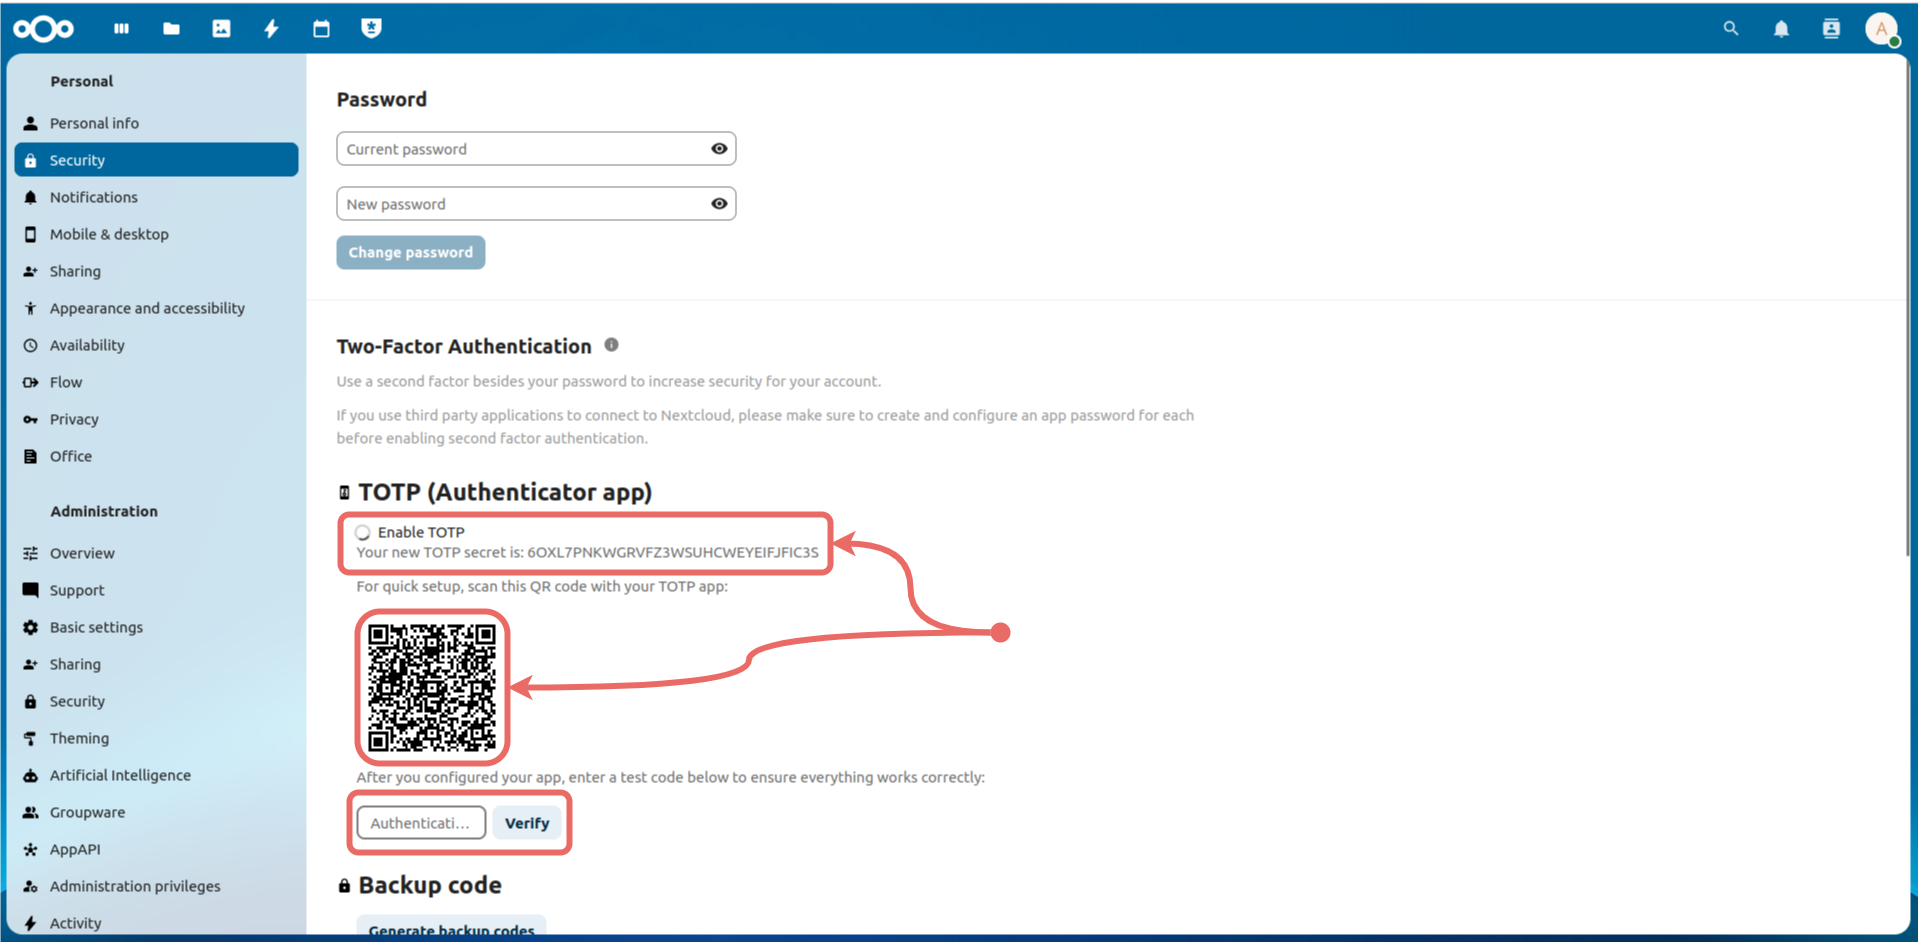 A
Personal
Personal info
Security
Notifications
Mobile & desktop
Sharing
Appearance and accessibility
Availability
Flow
Privacy
Office
Administration
Overview
Support
Basic settings
Sharing
Security
Theming
Artificial Intelligence
Groupware
AppAPI
Administration privileges
Activity
Password
Current password
New password
Change password
Two-Factor Authentication
Use a second factor besides your password to increase security for your account.
If you use third party applications to connect to Nextcloud, please make sure to create and configure an app password for each
before enabling second factor authentication.
TOTP (Authenticator app)
Enable TOTP
Your new TOTP secret is: 6OXL7PNKWGRVFZ3WSUHCWEYEIFJFIC3S
For quick setup, scan this QR code with your TOTP app:
After you configured your app, enter a test code below to ensure everything works correctly:
Authenticati...
Verify
Backup code
Generate backup codes